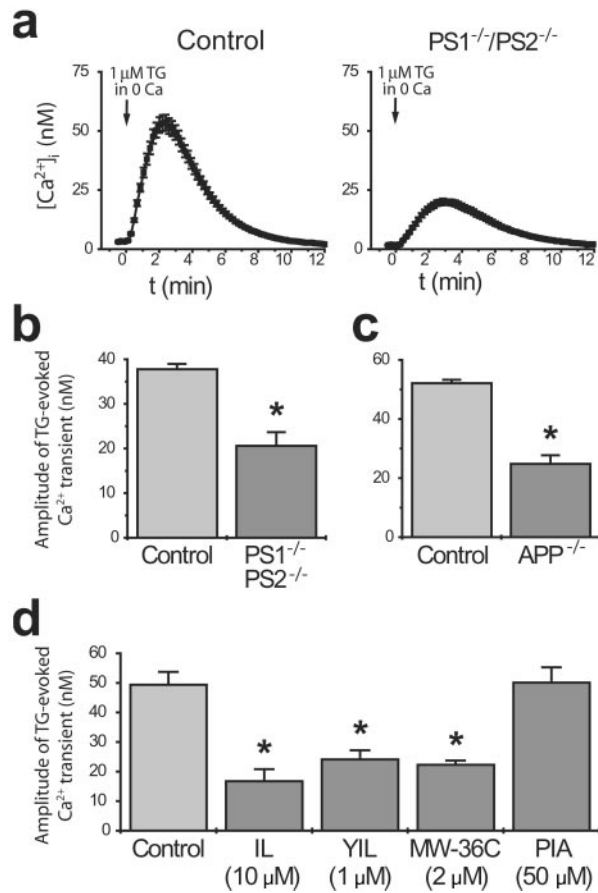 a
Control
PS1⁻/⁻/PS2⁻/⁻
1 μM TG
in 0 Ca
1 μM TG
in 0 Ca
[Ca²⁺]ᵢ (nM)
75
50
25
0
75
50
25
0
0 2 4 6 8 10 12
0 2 4 6 8 10 12
t (min)
t (min)
b
c
Amplitude of TG-evoked
Ca²⁺ transient (nM)
40
30
20
10
0
*
Control
PS1⁻/⁻
PS2⁻/⁻
60
40
20
0
*
Control
APP⁻/⁻
d
Amplitude of TG-evoked
Ca²⁺ transient (nM)
60
50
40
30
20
10
0
* * *
Control IL YIL MW-36C PIA
(10 μM) (1 μM) (2 μM) (50 μM)